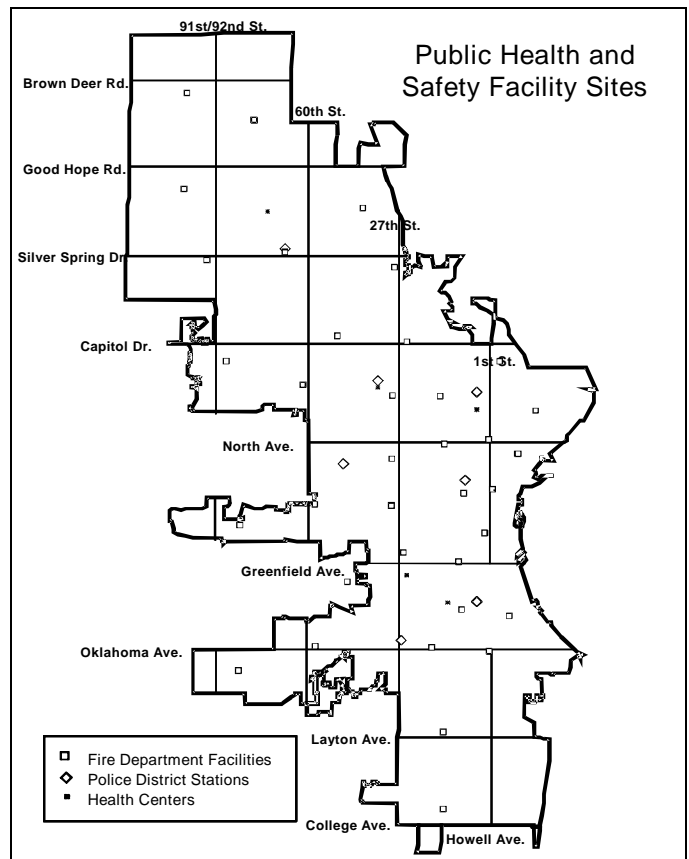 91st/92nd St.
Public Health and
Safety Facility Sites
Brown Deer Rd.
60th St.
Good Hope Rd.
27th St.
Silver Spring Dr
Capitol Dr.
1st St.
North Ave.
Greenfield Ave.
Oklahoma Ave.
Layton Ave.
Fire Department Facilities
Police District Stations
Health Centers
College Ave.
Howell Ave.